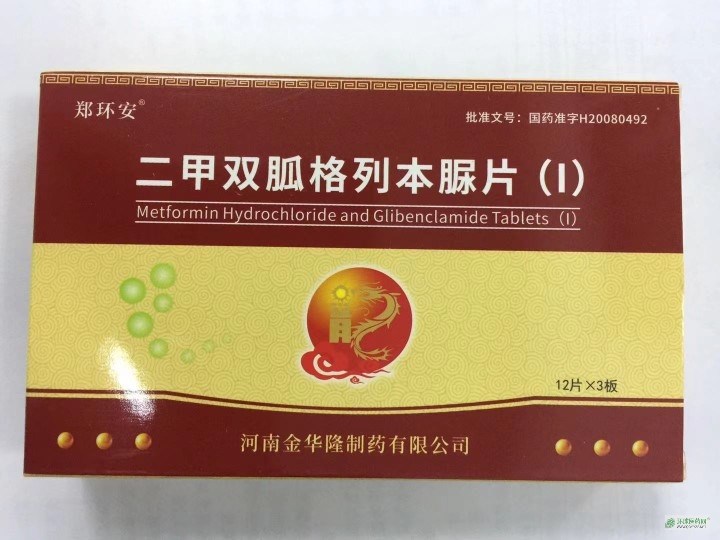 郑环安®
批准文号：国药准字H20080492
二甲双胍格列本脲片（I）
Metformin Hydrochloride and Glibenclamide Tablets（I）
12片×3板
河南金华隆制药有限公司